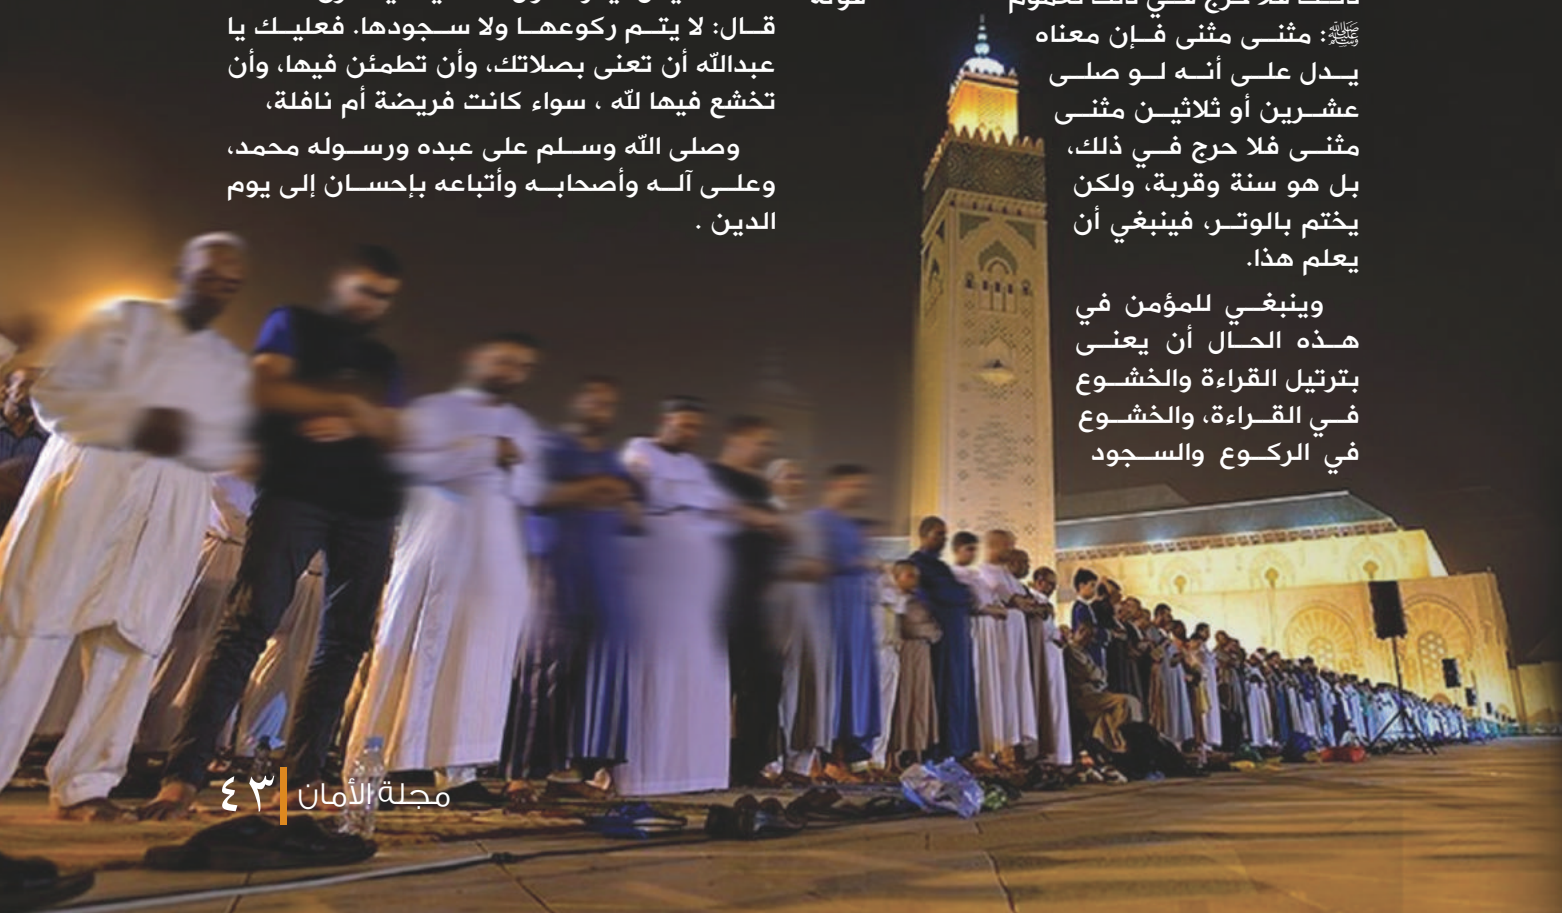 ﷺ: مثنى مثنى فإن معناه
يدل على أنه لو صلى
عشرين أو ثلاثين مثنى
مثنى فلا حرج في ذلك،
بل هو سنة وقربة، ولكن
يختم بالوتر، فينبغي أن
يعلم هذا.
وينبغي للمؤمن في
هذه الحال أن يعنى
بترتيل القراءة والخشوع
في القراءة، والخشوع
في الركوع والسجود
قال: لا يتم ركوعها ولا سجودها. فعليك يا
عبدالله أن تعنى بصلاتك، وأن تطمئن فيها، وأن
تخشع فيها لله ، سواء كانت فريضة أم نافلة،
وصلى الله وسلم على عبده ورسوله محمد،
وعلى آله وأصحابه وأتباعه بإحسان إلى يوم
الدين .
مجلة الأمان ٤٣